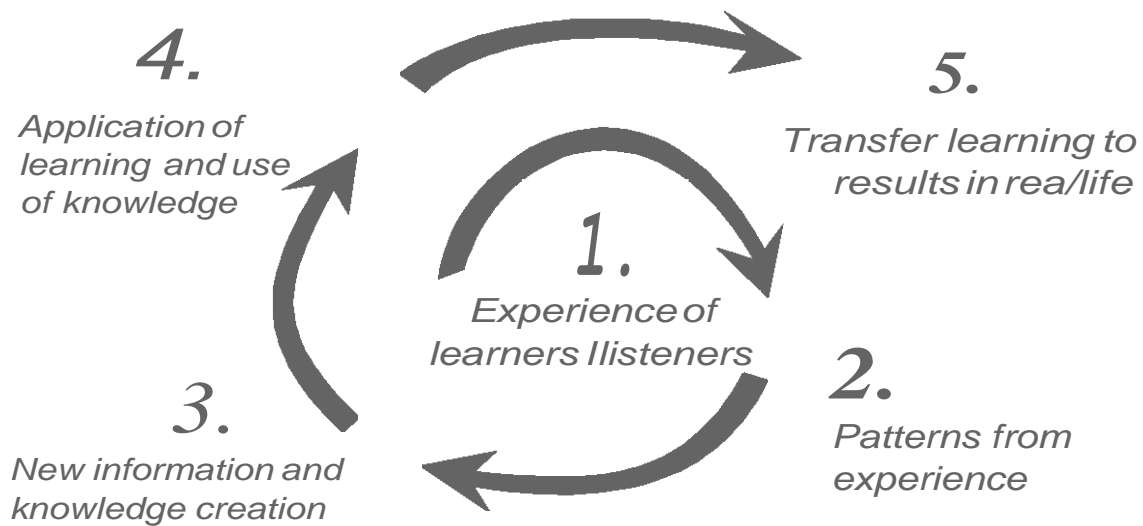 1.
Experience of
learners Ilisteners
2.
Patterns from
experience
3.
New information and
knowledge creation
4.
Application of
learning and use
of knowledge
5.
Transfer learning to
results in rea/life